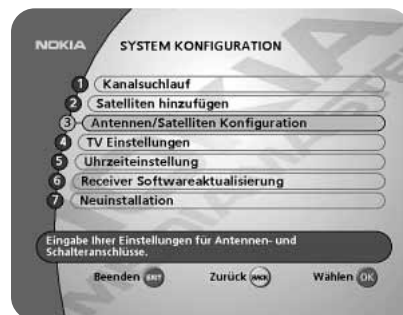 NOKIA
SYSTEM KONFIGURATION
1 Kanalsuchlauf
2 Satelliten hinzufügen
3 Antennen/Satelliten Konfiguration
4 TV Einstellungen
5 Uhrzeiteinstellung
6 Receiver Softwareaktualisierung
7 Neuinstallation
Eingabe Ihrer Einstellungen für Antennen- und
Schalteranschlüsse.
Beenden EXIT Zurück BACK Wählen OK